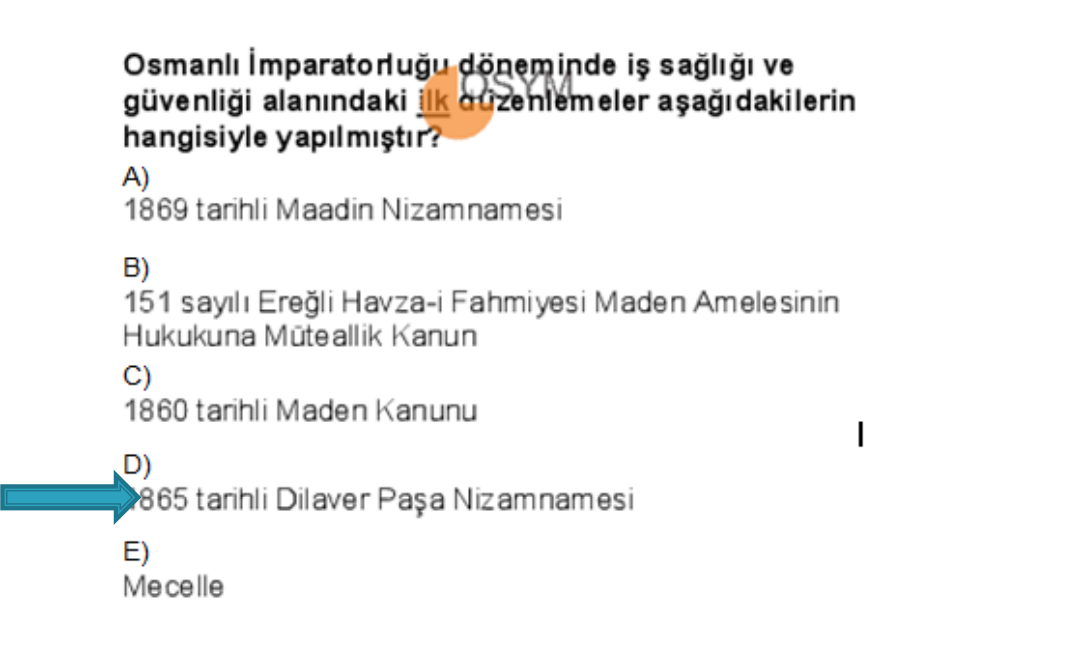 Osmanlı İmparatorluğu döneminde iş sağlığı ve
ÖSYM
güvenliği alanındaki ilk düzenlemeler aşağıdakilerin
hangisiyle yapılmıştır?
A)
1869 tarihli Maadin Nizamnamesi
B)
151 sayılı Ereğli Havza-i Fahmiyesi Maden Amelesinin
Hukukuna Müteallik Kanun
C)
1860 tarihli Maden Kanunu
D)
1865 tarihli Dilaver Paşa Nizamnamesi
E)
Mecelle